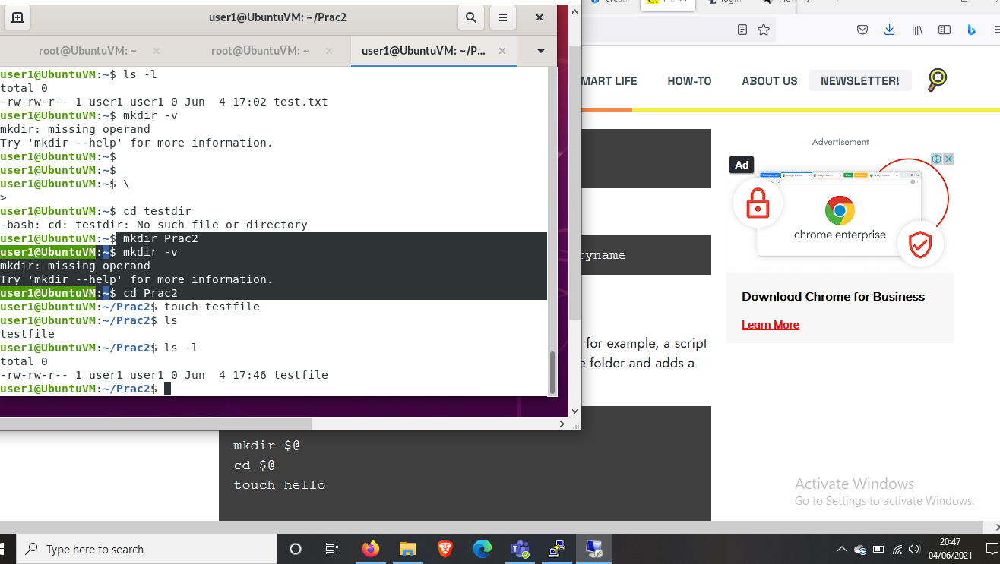 user1@UbuntuVM: ~/Prac2
root@UbuntuVM: ~
root@UbuntuVM: ~
user1@UbuntuVM: ~/P...
user1@UbuntuVM:~$ ls -l
total 0
-rw-rw-r-- 1 user1 user1 0 Jun  4 17:02 test.txt
user1@UbuntuVM:~$ mkdir -v
mkdir: missing operand
Try 'mkdir --help' for more information.
user1@UbuntuVM:~$
user1@UbuntuVM:~$
user1@UbuntuVM:~$ \
>
user1@UbuntuVM:~$ cd testdir
-bash: cd: testdir: No such file or directory
user1@UbuntuVM:~$ mkdir Prac2
user1@UbuntuVM:~$ mkdir -v
mkdir: missing operand
Try 'mkdir --help' for more information.
user1@UbuntuVM:~$ cd Prac2
user1@UbuntuVM:~/Prac2$ touch testfile
user1@UbuntuVM:~/Prac2$ ls
testfile
user1@UbuntuVM:~/Prac2$ ls -l
total 0
-rw-rw-r-- 1 user1 user1 0 Jun  4 17:46 testfile
user1@UbuntuVM:~/Prac2$
MART LIFE
HOW-TO
ABOUT US
NEWSLETTER!
Advertisement
Ad
chrome enterprise
Download Chrome for Business
Learn More
ryname
for example, a script
e folder and adds a
mkdir $@
cd $@
touch hello
Activate Windows
Go to Settings to activate Windows.
Type here to search
20:47
04/06/2021